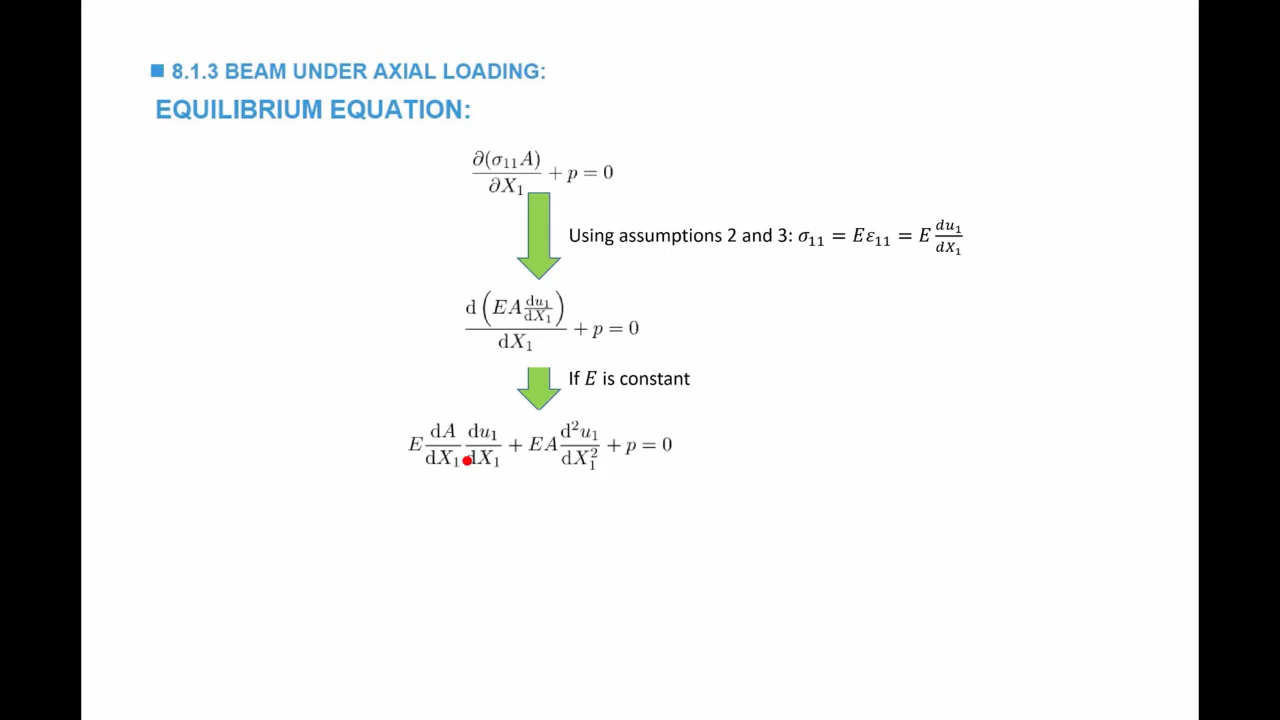 8.1.3 BEAM UNDER AXIAL LOADING:
EQUILIBRIUM EQUATION:
∂(σ₁₁A)/∂X₁ + p = 0
Using assumptions 2 and 3: σ₁₁ = Eε₁₁ = E du₁/dX₁
d(EA du₁/dX₁)/dX₁ + p = 0
If E is constant
E dA/dX₁ du₁/dX₁ + EA d²u₁/dX₁² + p = 0